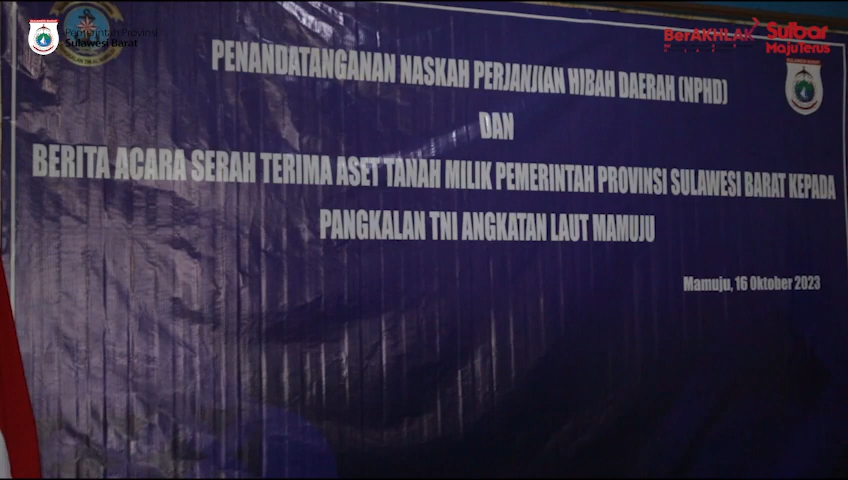 Pemerintah Provinsi
Sulawesi Barat
BerAKHLAK
Sulbar
MajuTerus
PENANDATANGANAN NASKAH PERJANJIAN HIBAH DAERAH (NPHD)
DAN
BERITA ACARA SERAH TERIMA ASET TANAH MILIK PEMERINTAH PROVINSI SULAWESI BARAT KEPADA
PANGKALAN TNI ANGKATAN LAUT MAMUJU
Mamuju, 16 Oktober 2023